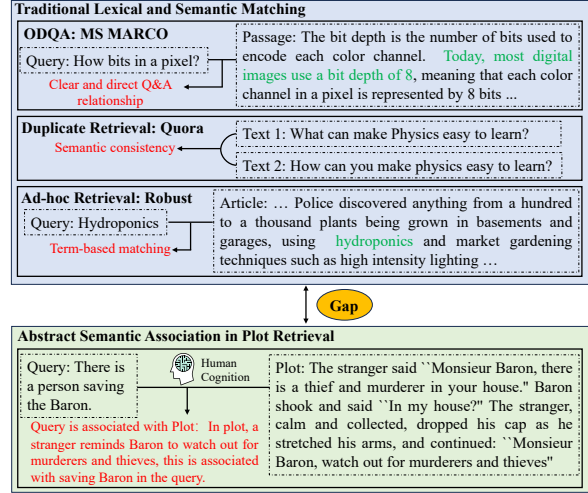 Traditional Lexical and Semantic Matching
ODQA: MS MARCO
Query: How bits in a pixel?
Clear and direct Q&A
relationship
Passage: The bit depth is the number of bits used to
encode each color channel. Today, most digital
images use a bit depth of 8, meaning that each color
channel in a pixel is represented by 8 bits ...
Duplicate Retrieval: Quora
Semantic consistency
Text 1: What can make Physics easy to learn?
Text 2: How can you make physics easy to learn?
Ad-hoc Retrieval: Robust
Query: Hydroponics
Term-based matching
Article: … Police discovered anything from a hundred
to a thousand plants being grown in basements and
garages, using hydroponics and market gardening
techniques such as high intensity lighting …
Gap
Abstract Semantic Association in Plot Retrieval
Query: There is
a person saving
the Baron.
Human
Cognition
Query is associated with Plot: In plot, a
stranger reminds Baron to watch out for
murderers and thieves, this is associated
with saving Baron in the query.
Plot: The stranger said ``Monsieur Baron, there
is a thief and murderer in your house." Baron
shook and said ``In my house?" The stranger,
calm and collected, dropped his cap as he
stretched his arms, and continued: ``Monsieur
Baron, watch out for murderers and thieves"